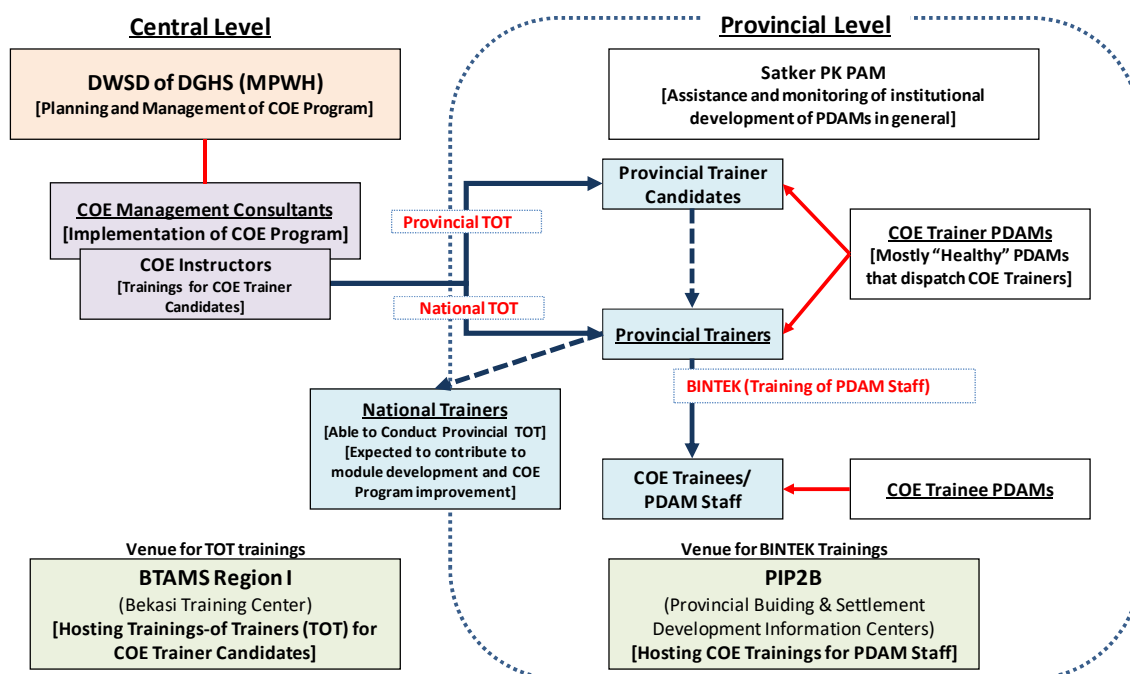 Central Level
DWSD of DGHS (MPWH)
[Planning and Management of COE Program]
COE Management Consultants
[Implementation of COE Program]
COE Instructors
[Trainings for COE Trainer
Candidates]
Provincial Level
Satker PK PAM
[Assistance and monitoring of institutional
development of PDAMs in general]
Provincial Trainer
Candidates
Provincial TOT
COE Trainer PDAMs
[Mostly “Healthy” PDAMs
that dispatch COE Trainers]
National TOT
Provincial Trainers
BINTEK (Training of PDAM Staff)
National Trainers
[Able to Conduct Provincial TOT]
[Expected to contribute to
module development and COE
Program improvement]
COE Trainees/
PDAM Staff
COE Trainee PDAMs
Venue for TOT trainings
BTAMS Region I
(Bekasi Training Center)
[Hosting Trainings-of Trainers (TOT) for
COE Trainer Candidates]
Venue for BINTEK Trainings
PIP2B
(Provincial Buiding & Settlement
Development Information Centers)
[Hosting COE Trainings for PDAM Staff]